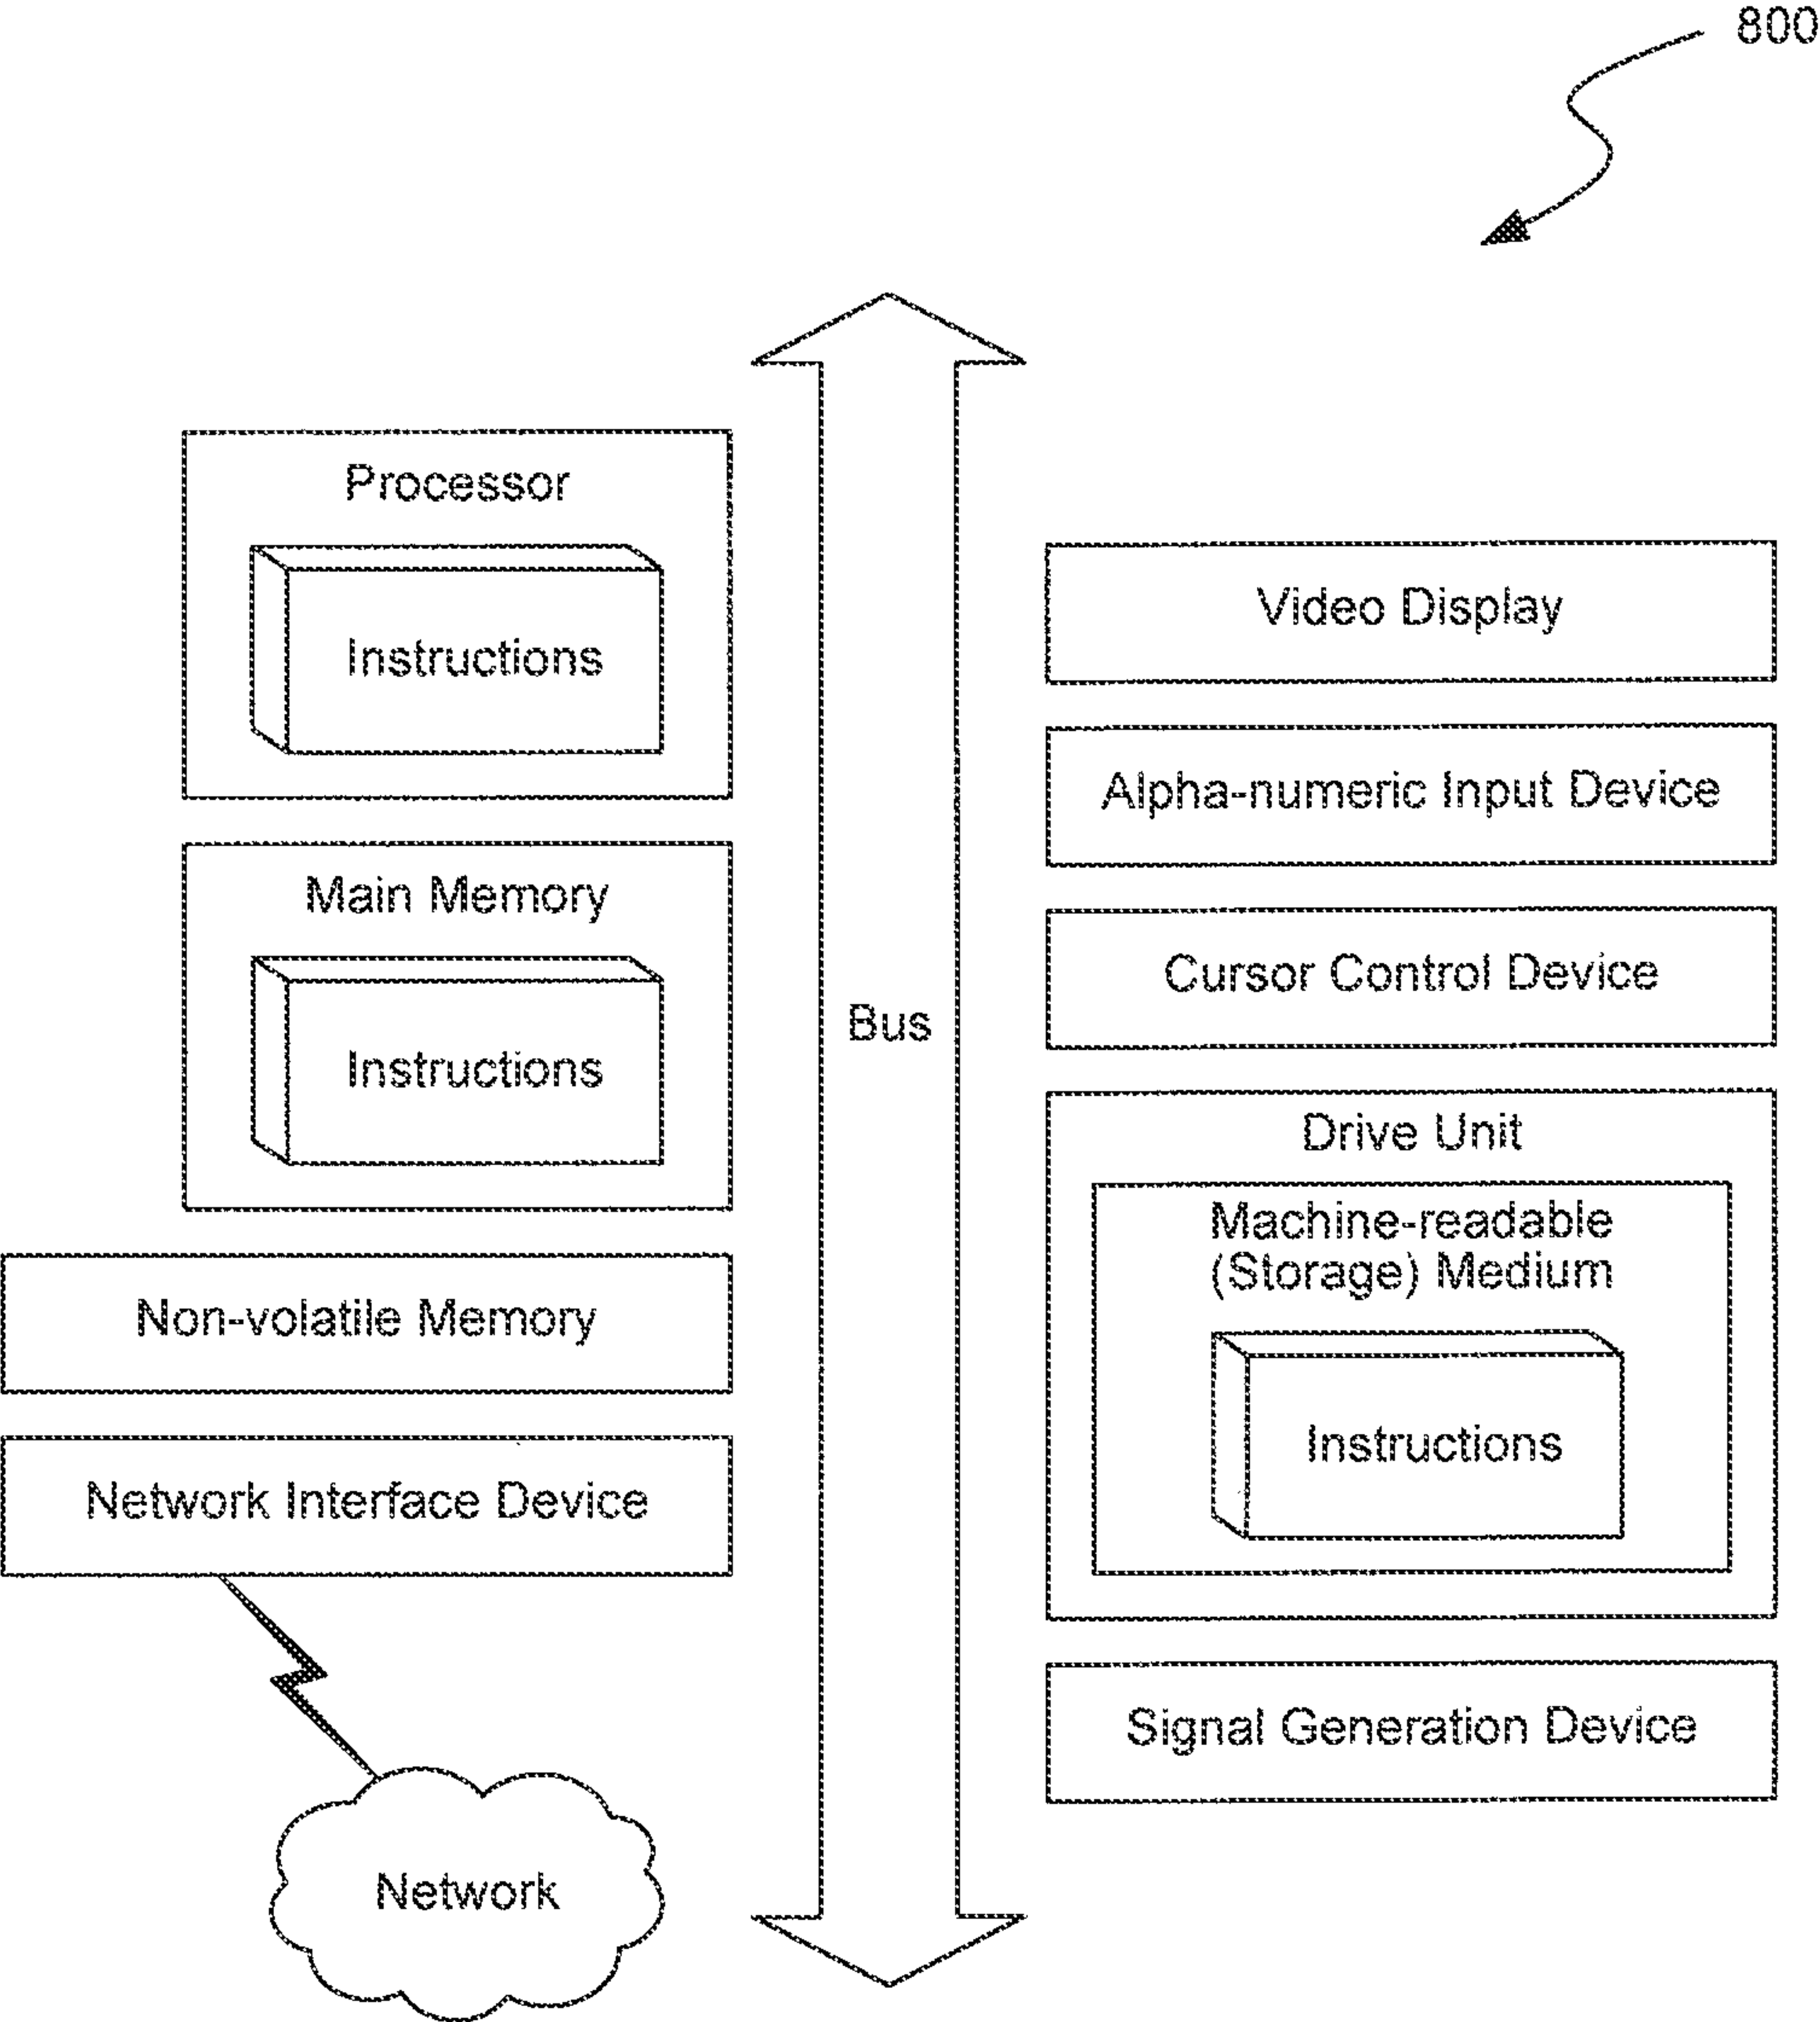 800
Processor
Instructions
Main Memory
Instructions
Non-volatile Memory
Network Interface Device
Network
Bus
Video Display
Alpha-numeric Input Device
Cursor Control Device
Drive Unit
Machine-readable
(Storage) Medium
Instructions
Signal Generation Device